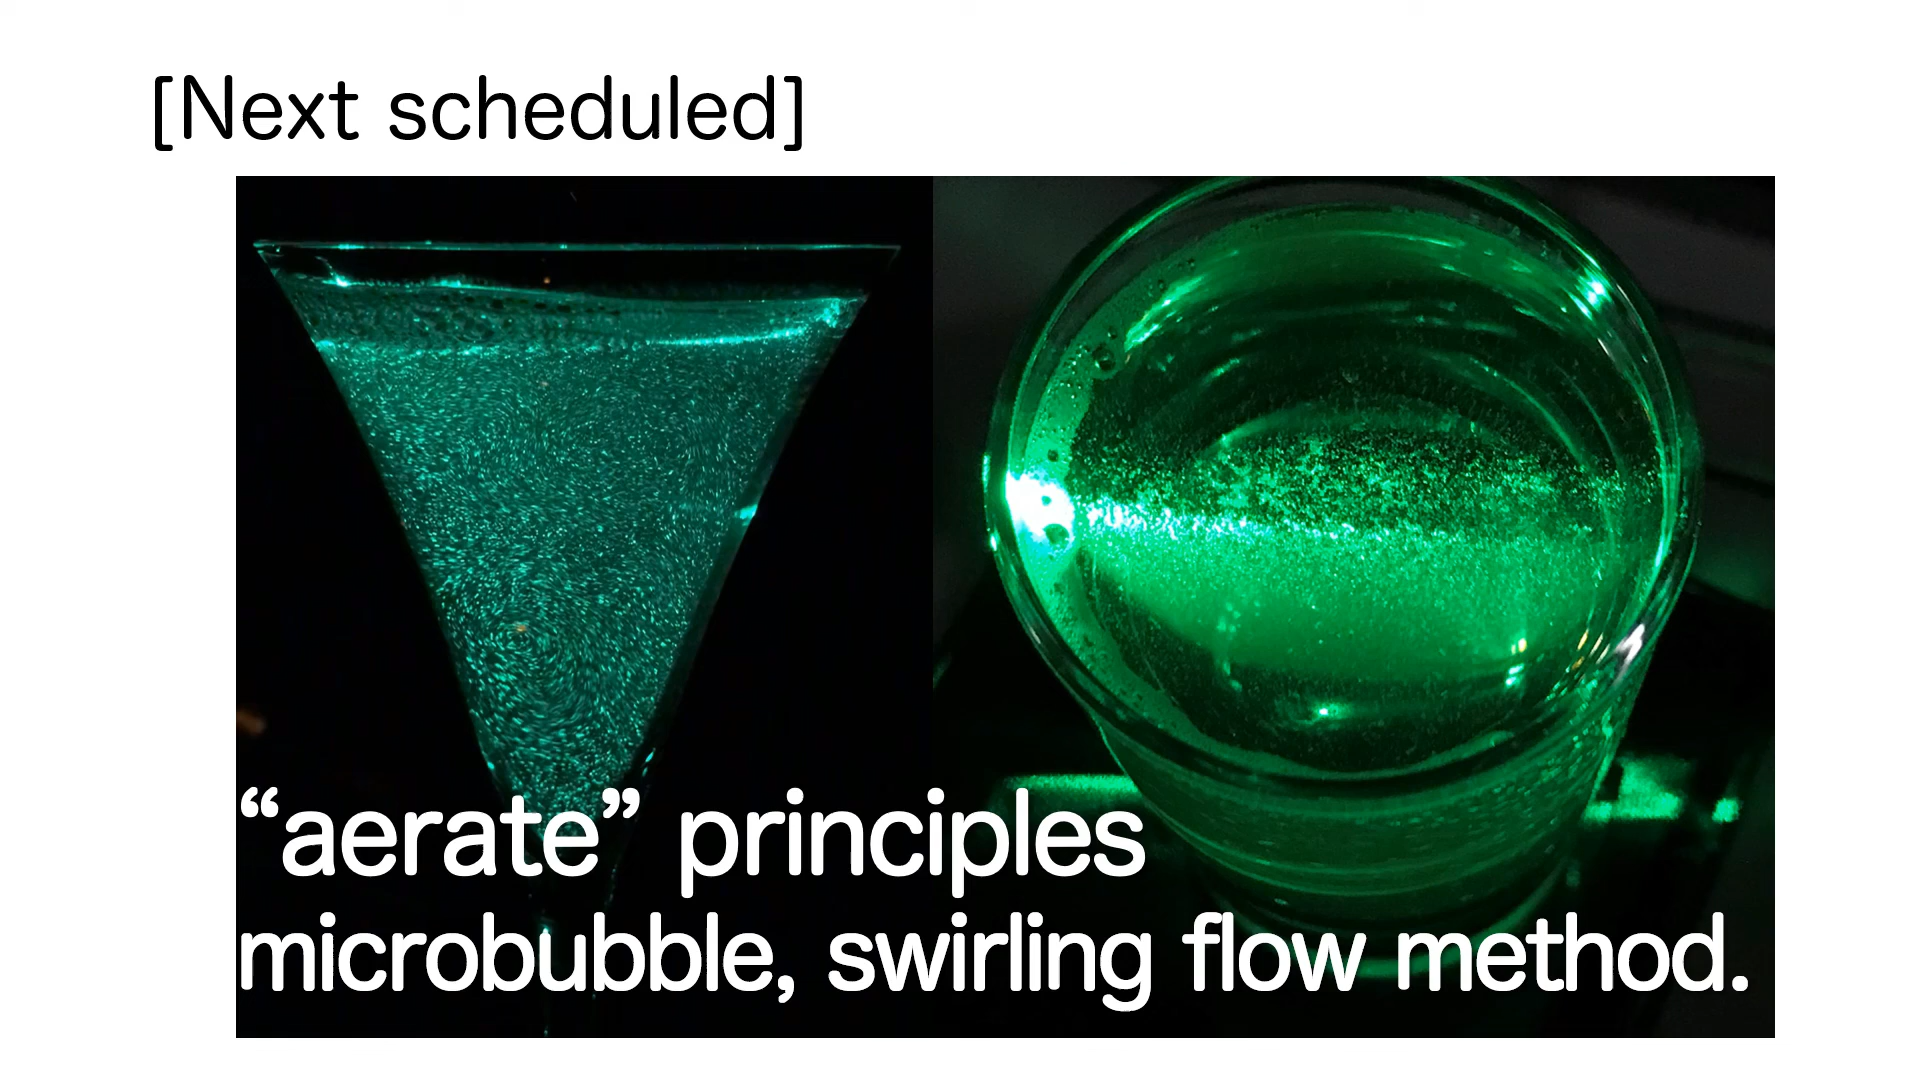 [Next scheduled]
“aerate” principles
microbubble, swirling flow method.